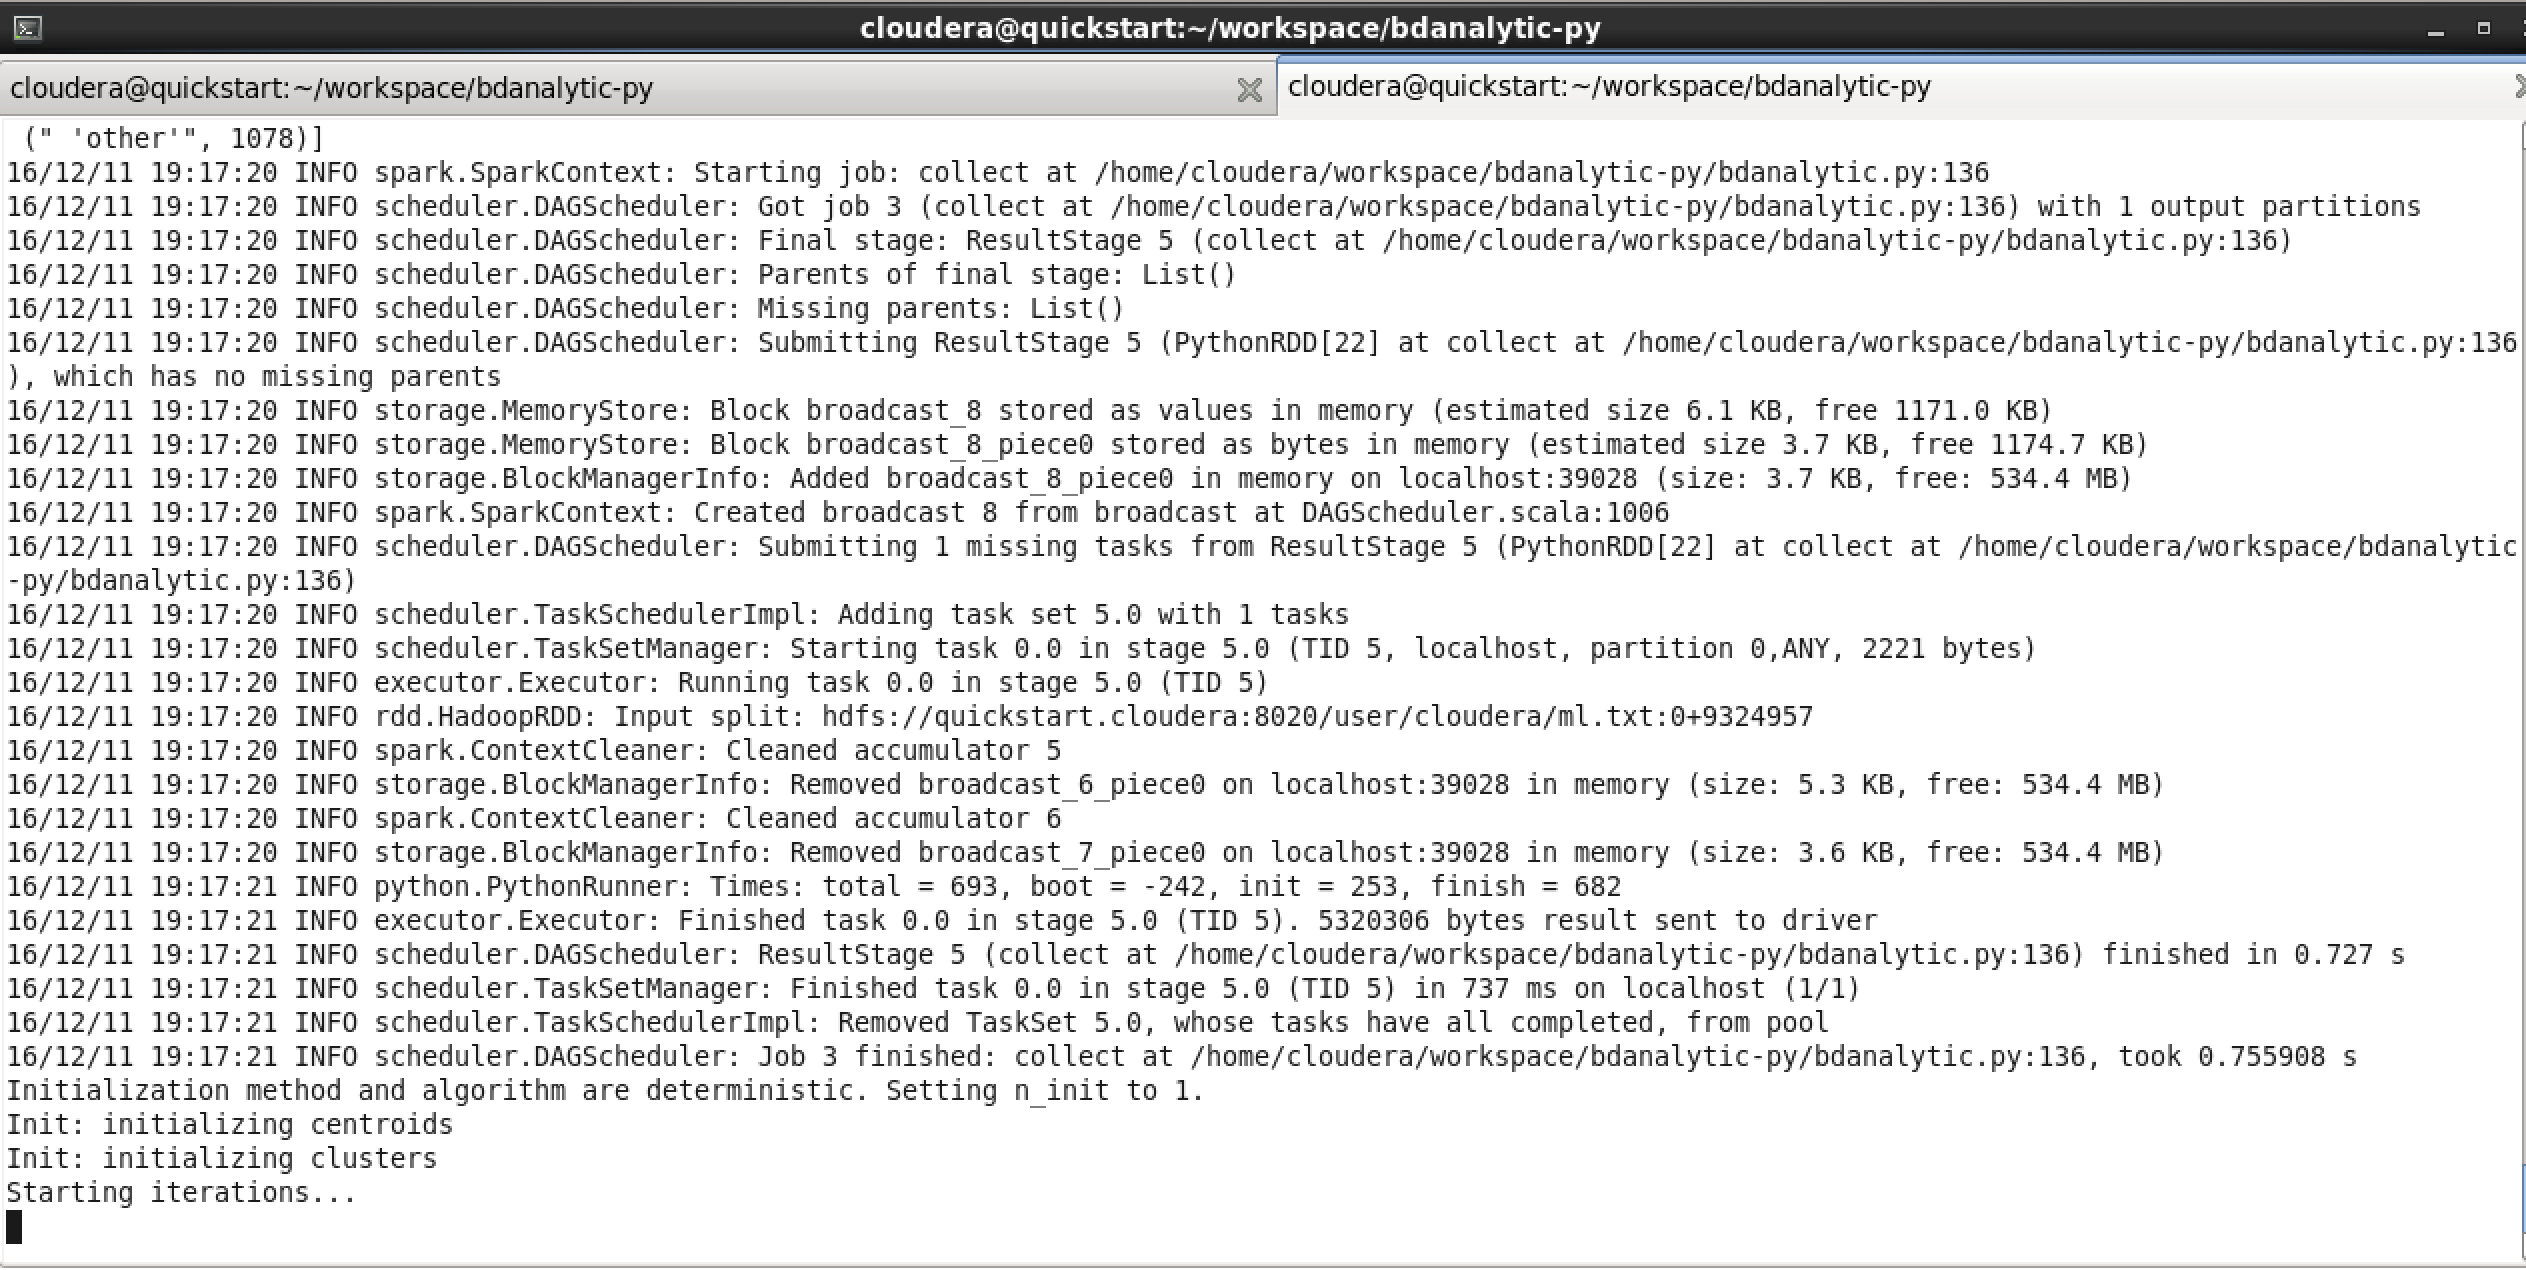 cloudera@quickstart:~/workspace/bdanalytic-py
cloudera@quickstart:~/workspace/bdanalytic-py
cloudera@quickstart:~/workspace/bdanalytic-py
(" 'other'", 1078)]
16/12/11 19:17:20 INFO spark.SparkContext: Starting job: collect at /home/cloudera/workspace/bdanalytic-py/bdanalytic.py:136
16/12/11 19:17:20 INFO scheduler.DAGScheduler: Got job 3 (collect at /home/cloudera/workspace/bdanalytic-py/bdanalytic.py:136) with 1 output partitions
16/12/11 19:17:20 INFO scheduler.DAGScheduler: Final stage: ResultStage 5 (collect at /home/cloudera/workspace/bdanalytic-py/bdanalytic.py:136)
16/12/11 19:17:20 INFO scheduler.DAGScheduler: Parents of final stage: List()
16/12/11 19:17:20 INFO scheduler.DAGScheduler: Missing parents: List()
16/12/11 19:17:20 INFO scheduler.DAGScheduler: Submitting ResultStage 5 (PythonRDD[22] at collect at /home/cloudera/workspace/bdanalytic-py/bdanalytic.py:136
), which has no missing parents
16/12/11 19:17:20 INFO storage.MemoryStore: Block broadcast_8 stored as values in memory (estimated size 6.1 KB, free 1171.0 KB)
16/12/11 19:17:20 INFO storage.MemoryStore: Block broadcast_8_piece0 stored as bytes in memory (estimated size 3.7 KB, free 1174.7 KB)
16/12/11 19:17:20 INFO storage.BlockManagerInfo: Added broadcast_8_piece0 in memory on localhost:39028 (size: 3.7 KB, free: 534.4 MB)
16/12/11 19:17:20 INFO spark.SparkContext: Created broadcast 8 from broadcast at DAGScheduler.scala:1006
16/12/11 19:17:20 INFO scheduler.DAGScheduler: Submitting 1 missing tasks from ResultStage 5 (PythonRDD[22] at collect at /home/cloudera/workspace/bdanalytic
-py/bdanalytic.py:136)
16/12/11 19:17:20 INFO scheduler.TaskSchedulerImpl: Adding task set 5.0 with 1 tasks
16/12/11 19:17:20 INFO scheduler.TaskSetManager: Starting task 0.0 in stage 5.0 (TID 5, localhost, partition 0,ANY, 2221 bytes)
16/12/11 19:17:20 INFO executor.Executor: Running task 0.0 in stage 5.0 (TID 5)
16/12/11 19:17:20 INFO rdd.HadoopRDD: Input split: hdfs://quickstart.cloudera:8020/user/cloudera/ml.txt:0+9324957
16/12/11 19:17:20 INFO spark.ContextCleaner: Cleaned accumulator 5
16/12/11 19:17:20 INFO storage.BlockManagerInfo: Removed broadcast_6_piece0 on localhost:39028 in memory (size: 5.3 KB, free: 534.4 MB)
16/12/11 19:17:20 INFO spark.ContextCleaner: Cleaned accumulator 6
16/12/11 19:17:20 INFO storage.BlockManagerInfo: Removed broadcast_7_piece0 on localhost:39028 in memory (size: 3.6 KB, free: 534.4 MB)
16/12/11 19:17:21 INFO python.PythonRunner: Times: total = 693, boot = -242, init = 253, finish = 682
16/12/11 19:17:21 INFO executor.Executor: Finished task 0.0 in stage 5.0 (TID 5). 5320306 bytes result sent to driver
16/12/11 19:17:21 INFO scheduler.DAGScheduler: ResultStage 5 (collect at /home/cloudera/workspace/bdanalytic-py/bdanalytic.py:136) finished in 0.727 s
16/12/11 19:17:21 INFO scheduler.TaskSetManager: Finished task 0.0 in stage 5.0 (TID 5) in 737 ms on localhost (1/1)
16/12/11 19:17:21 INFO scheduler.TaskSchedulerImpl: Removed TaskSet 5.0, whose tasks have all completed, from pool
16/12/11 19:17:21 INFO scheduler.DAGScheduler: Job 3 finished: collect at /home/cloudera/workspace/bdanalytic-py/bdanalytic.py:136, took 0.755908 s
Initialization method and algorithm are deterministic. Setting n_init to 1.
Init: initializing centroids
Init: initializing clusters
Starting iterations...